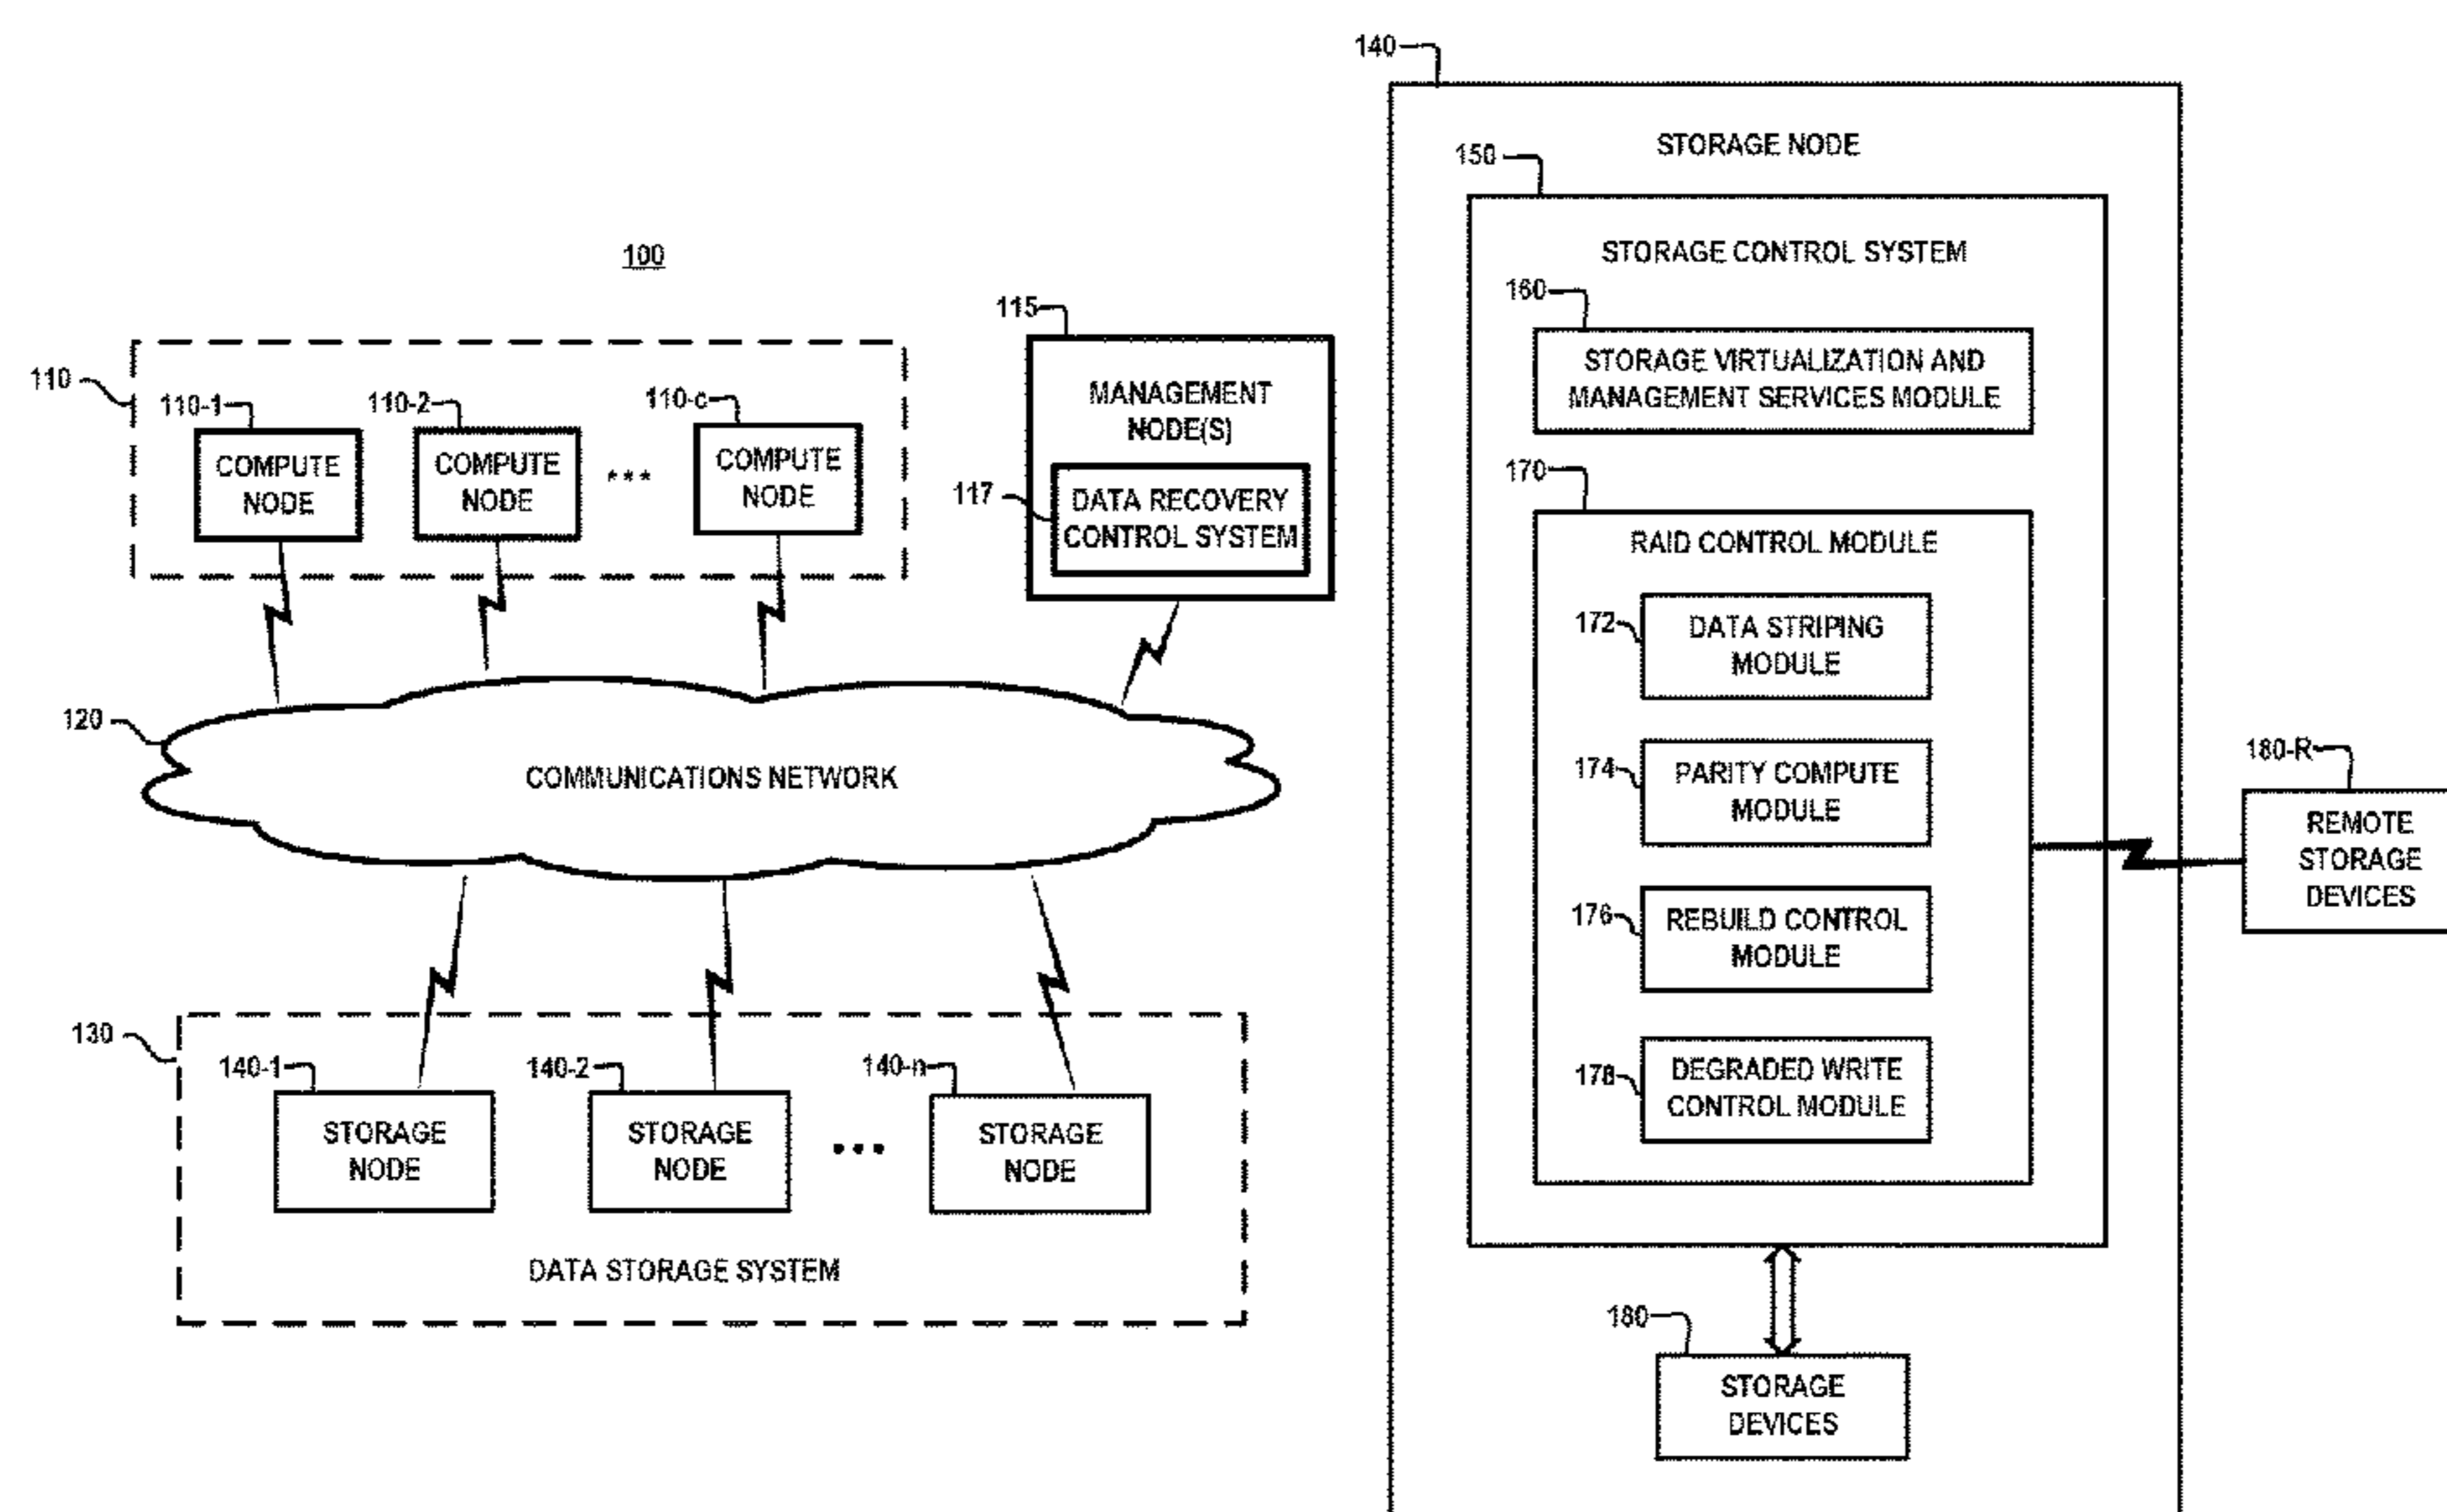 100
110
110-1
COMPUTE
NODE
110-2
COMPUTE
NODE
***
110-c
COMPUTE
NODE
115
MANAGEMENT
NODE(S)
117
DATA RECOVERY
CONTROL SYSTEM
120
COMMUNICATIONS NETWORK
130
140-1
STORAGE
NODE
140-2
STORAGE
NODE
•••
140-n
STORAGE
NODE
DATA STORAGE SYSTEM
140
STORAGE NODE
150
STORAGE CONTROL SYSTEM
160
STORAGE VIRTUALIZATION AND
MANAGEMENT SERVICES MODULE
170
RAID CONTROL MODULE
172
DATA STRIPING
MODULE
174
PARITY COMPUTE
MODULE
176
REBUILD CONTROL
MODULE
178
DEGRADED WRITE
CONTROL MODULE
180-R
REMOTE
STORAGE
DEVICES
180
STORAGE
DEVICES